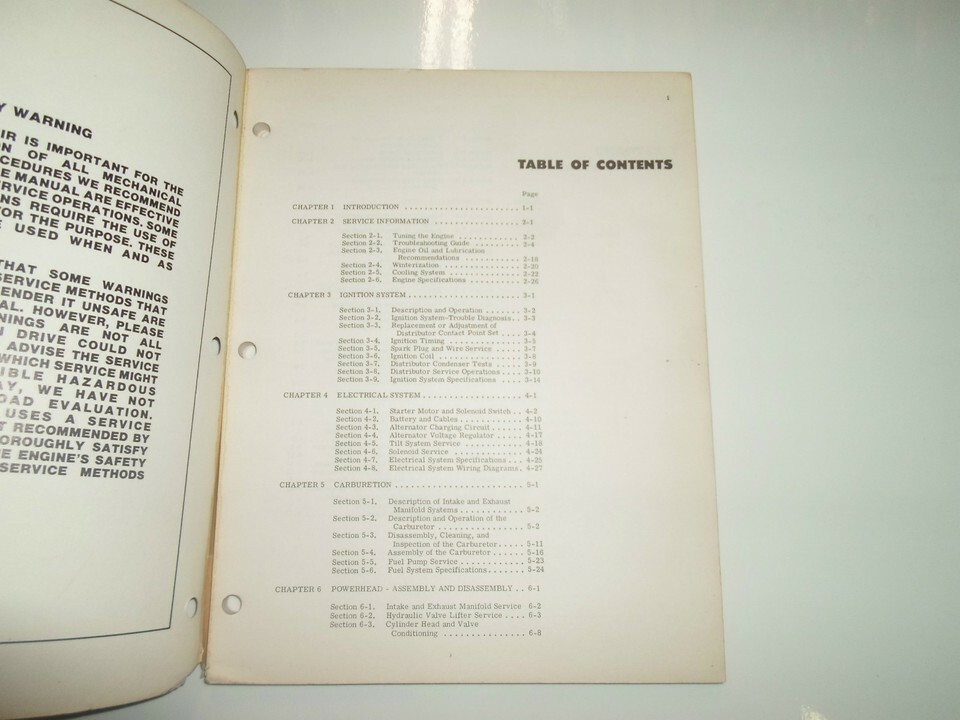 Y WARNING
IR IS IMPORTANT FOR THE
N OF ALL MECHANICAL
CEDURES WE RECOMMEND
E MANUAL ARE EFFECTIVE
ERVICE OPERATIONS. SOME
NS REQUIRE THE USE OF
FOR THE PURPOSE. THESE
E USED WHEN AND AS
THAT SOME WARNINGS
SERVICE METHODS THAT
ENDER IT UNSAFE ARE
AL. HOWEVER, PLEASE
NINGS ARE NOT ALL
N DRIVE COULD NOT
ADVISE THE SERVICE
WHICH SERVICE MIGHT
IBLE HAZARDOUS
AY, WE HAVE NOT
OAD EVALUATION.
USES A SERVICE
T RECOMMENDED BY
HOROUGHLY SATISFY
E ENGINE'S SAFETY
SERVICE METHODS
1
TABLE OF CONTENTS
Page
CHAPTER 1 INTRODUCTION . . . . . . . . . . . . . . . . . . . . 1-1
CHAPTER 2 SERVICE INFORMATION . . . . . . . . . . . . . . 2-1
Section 2-1. Tuning the Engine . . . . . . . . . . . 2-2
Section 2-2. Troubleshooting Guide . . . . . . . . 2-4
Section 2-3. Engine Oil and Lubrication
Recommendations . . . . . . . . . . 2-18
Section 2-4. Winterization . . . . . . . . . . . . . 2-20
Section 2-5. Cooling System . . . . . . . . . . . . 2-22
Section 2-6. Engine Specifications . . . . . . . . 2-26
CHAPTER 3 IGNITION SYSTEM . . . . . . . . . . . . . . . . . . . 3-1
Section 3-1. Description and Operation . . . . . . . 3-2
Section 3-2. Ignition System-Trouble Diagnosis. . 3-3
Section 3-3. Replacement or Adjustment of
Distributor Contact Point Set . . . . 3-4
Section 3-4. Ignition Timing . . . . . . . . . . . . . 3-5
Section 3-5. Spark Plug and Wire Service . . . . . 3-7
Section 3-6. Ignition Coil . . . . . . . . . . . . . . 3-8
Section 3-7. Distributor Condenser Tests . . . . . 3-9
Section 3-8. Distributor Service Operations . . . . 3-10
Section 3-9. Ignition System Specifications . . . . 3-14
CHAPTER 4 ELECTRICAL SYSTEM . . . . . . . . . . . . . . . . . 4-1
Section 4-1. Starter Motor and Solenoid Switch . . 4-2
Section 4-2. Battery and Cables . . . . . . . . . . . 4-10
Section 4-3. Alternator Charging Circuit . . . . . . 4-11
Section 4-4. Alternator Voltage Regulator . . . . . 4-17
Section 4-5. Tilt System Service . . . . . . . . . . 4-18
Section 4-6. Solenoid Service . . . . . . . . . . . . 4-24
Section 4-7. Electrical System Specifications . . . 4-25
Section 4-8. Electrical System Wiring Diagrams . 4-27
CHAPTER 5 CARBURETION . . . . . . . . . . . . . . . . . . . . . 5-1
Section 5-1. Description of Intake and Exhaust
Manifold Systems . . . . . . . . . . . 5-2
Section 5-2. Description and Operation of the
Carburetor . . . . . . . . . . . . . . . 5-2
Section 5-3. Disassembly, Cleaning, and
Inspection of the Carburetor . . . . . 5-11
Section 5-4. Assembly of the Carburetor . . . . . . 5-16
Section 5-5. Fuel Pump Service . . . . . . . . . . . 5-23
Section 5-6. Fuel System Specifications . . . . . . . 5-24
CHAPTER 6 POWERHEAD - ASSEMBLY AND DISASSEMBLY . . 6-1
Section 6-1. Intake and Exhaust Manifold Service 6-2
Section 6-2. Hydraulic Valve Lifter Service . . . . 6-3
Section 6-3. Cylinder Head and Valve
Conditioning . . . . . . . . . . . . . . 6-8